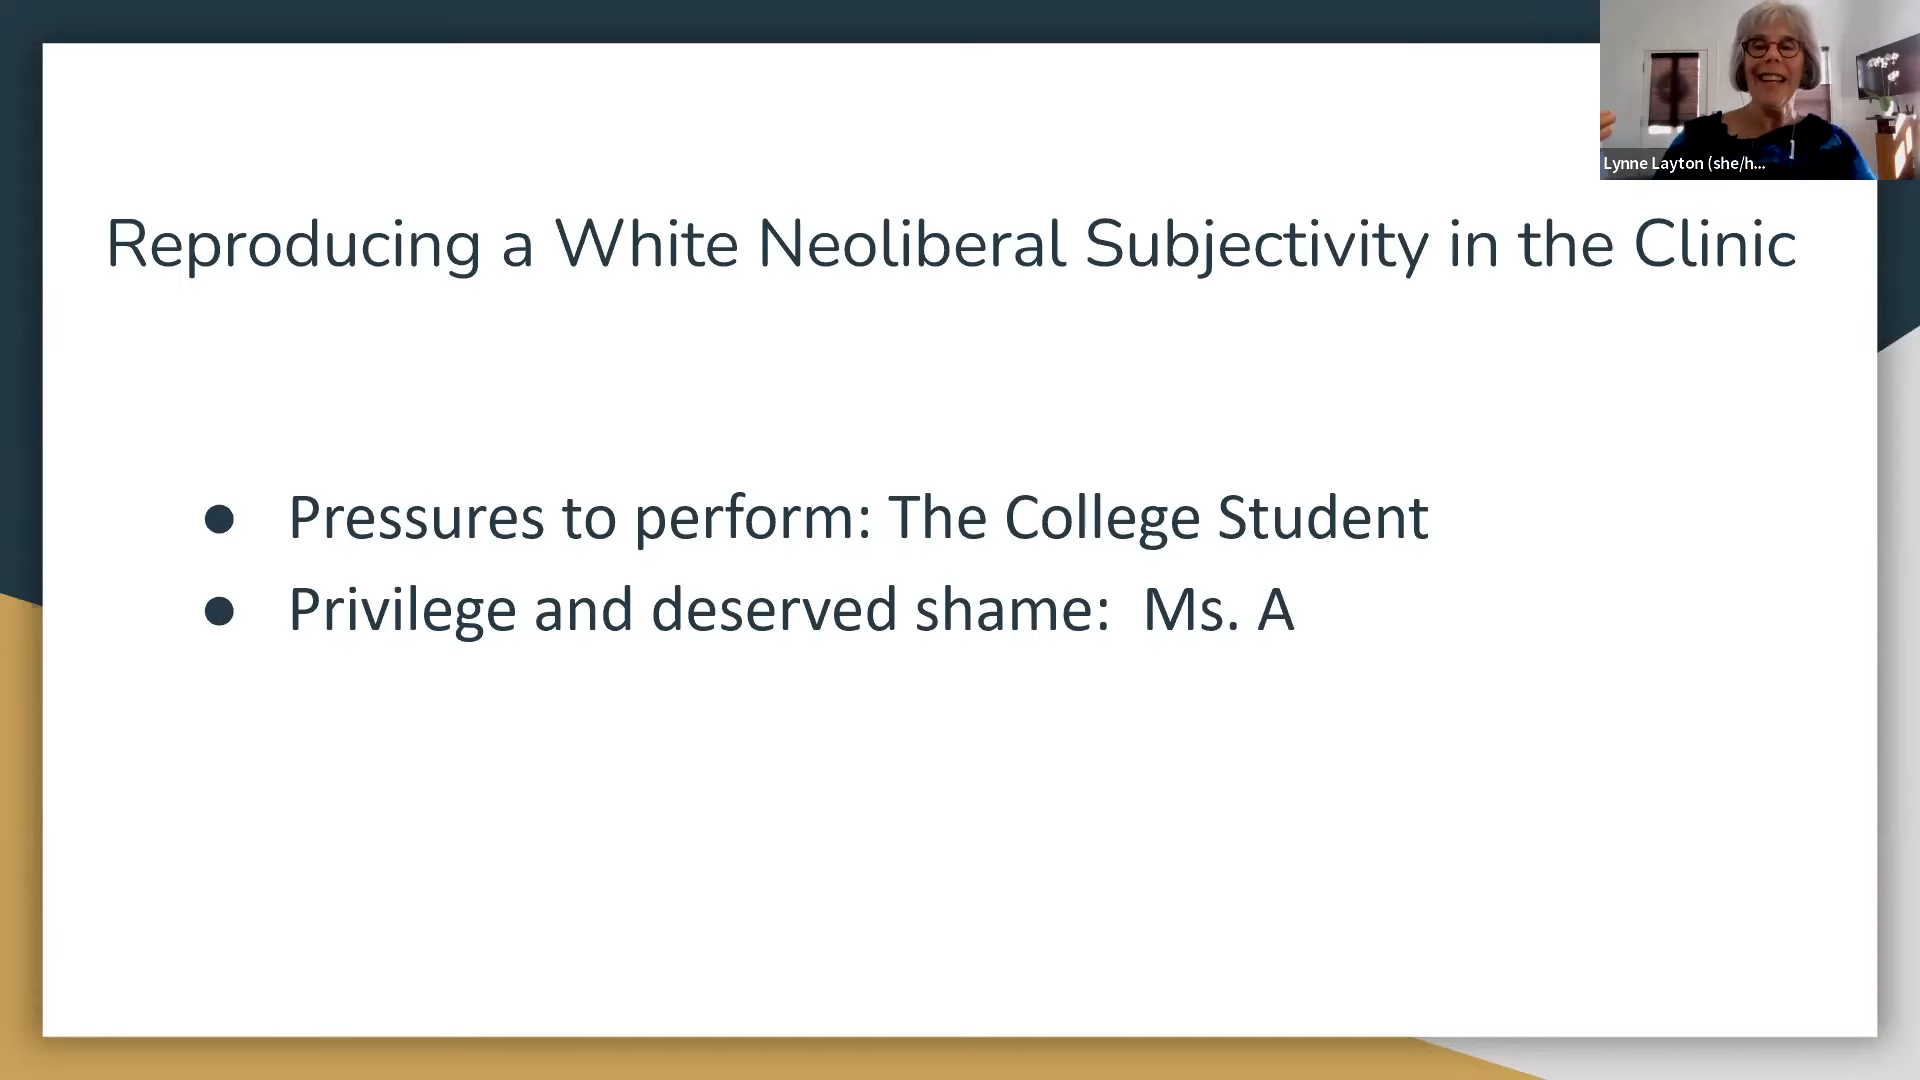 Lynne Layton (she/h...
Reproducing a White Neoliberal Subjectivity in the Clinic
● Pressures to perform: The College Student
● Privilege and deserved shame:  Ms. A